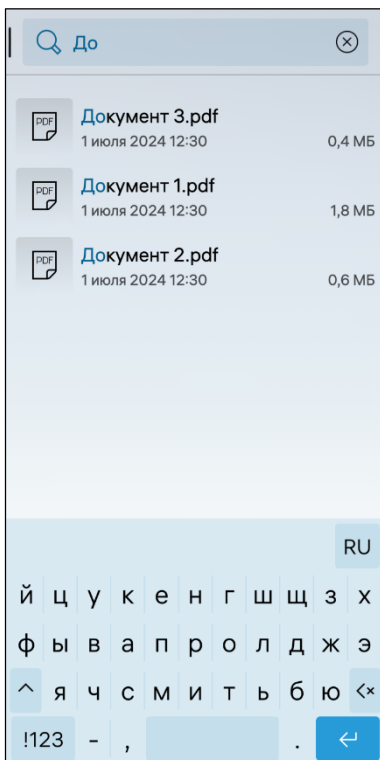 До
PDF
Документ 3.pdf
1 июля 2024 12:30 0,4 МБ
PDF
Документ 1.pdf
1 июля 2024 12:30 1,8 МБ
PDF
Документ 2.pdf
1 июля 2024 12:30 0,6 МБ
RU
й ц у к е н г ш щ з х
ф ы в а п р о л д ж э
я ч с м и т ь б ю
!123 - , .